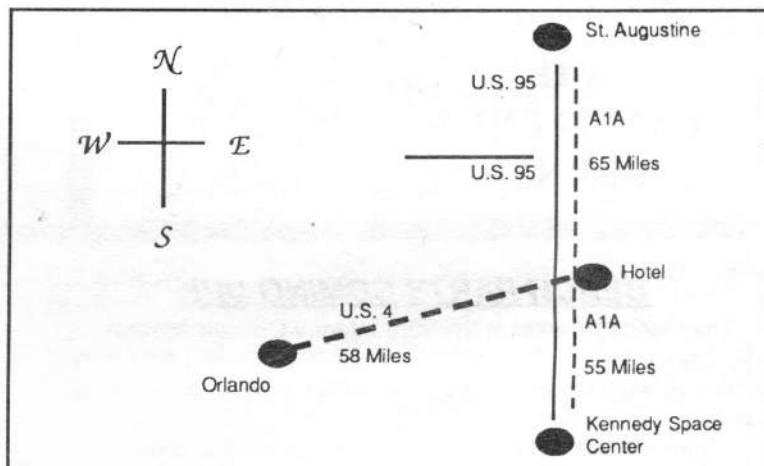 St. Augustine
N
U.S. 95
A1A
W
E
65 Miles
U.S. 95
S
Hotel
U.S. 4
A1A
58 Miles
55 Miles
Orlando
Kennedy Space
Center